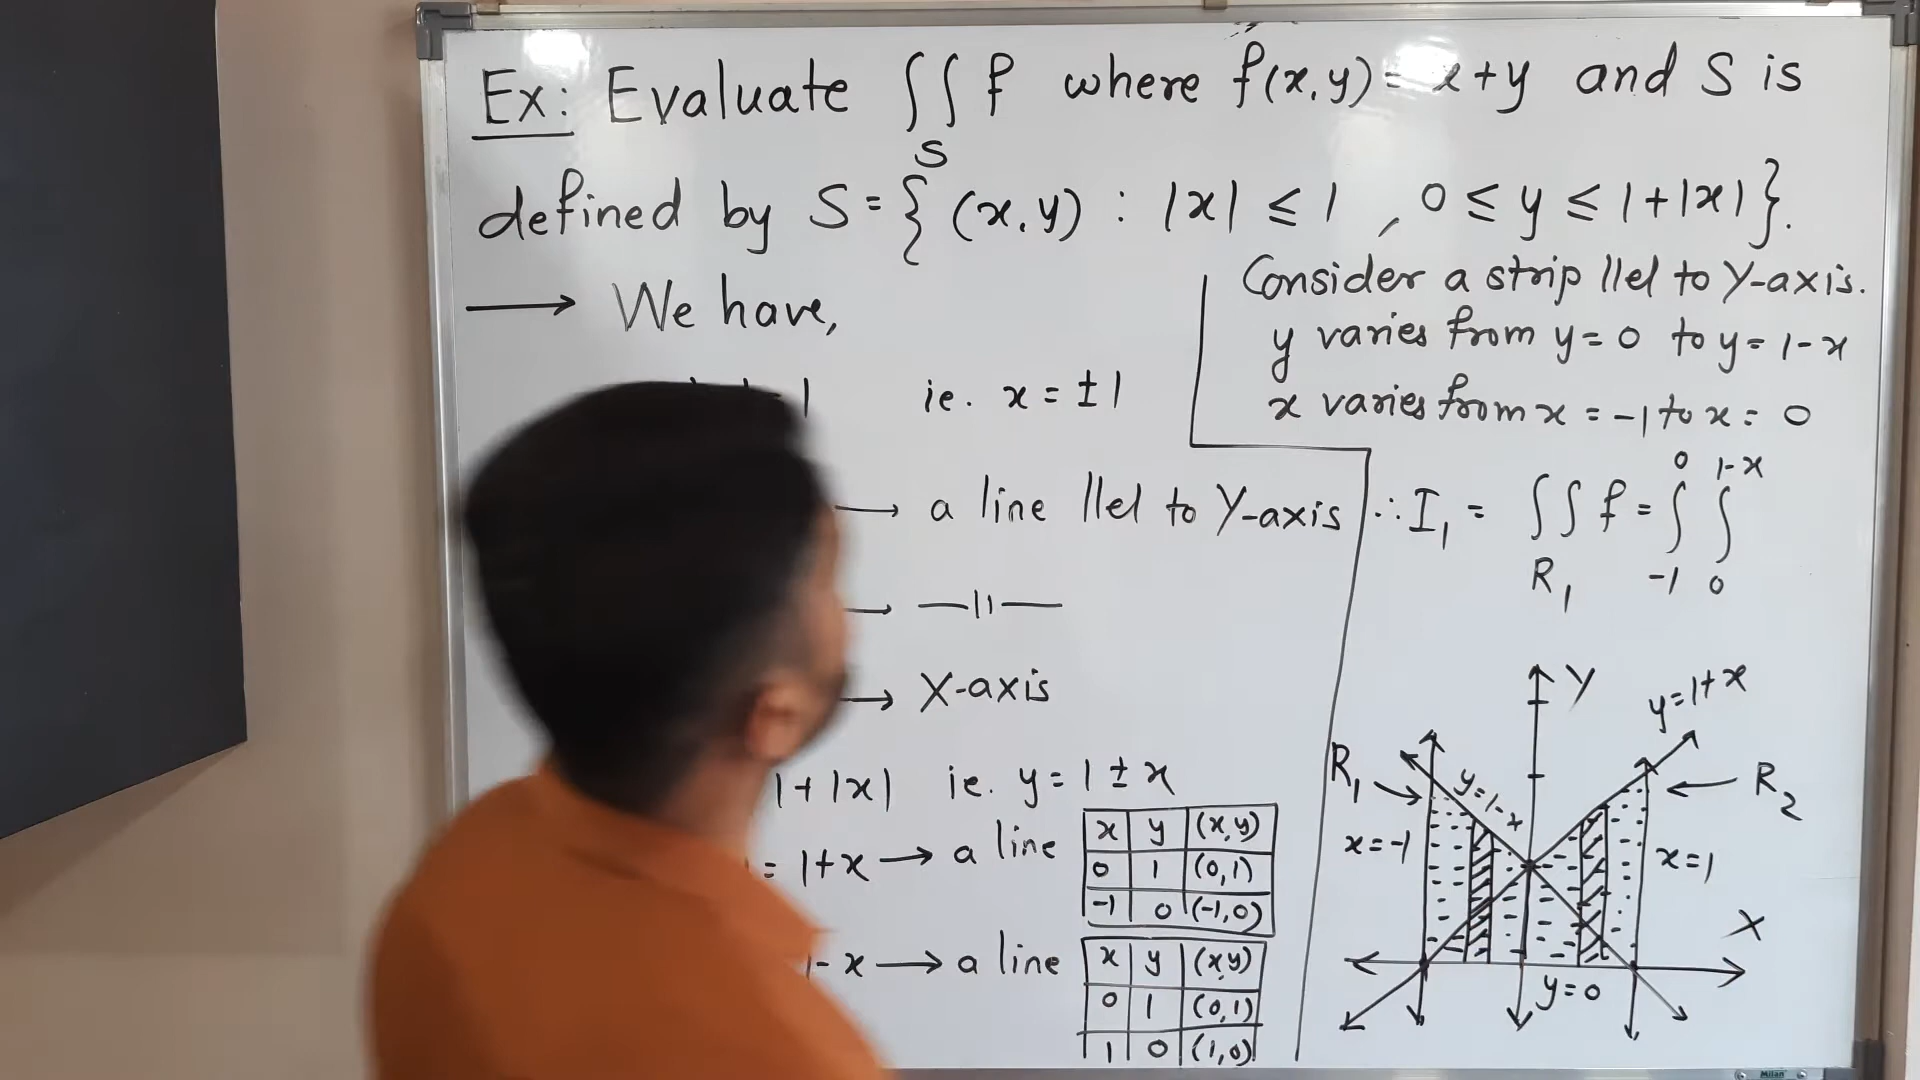 Ex: Evaluate ∫∫ f where f(x,y) = x+y and S is
S
defined by S = { (x,y) : |x| ≤ 1 , 0 ≤ y ≤ 1+|x| }.
→ We have,
ie. x = ±1
→ a line llel to Y-axis
→ —11—
→ X-axis
1+|x| ie. y = 1 ± x
= 1+x → a line
x y (x,y)
0 1 (0,1)
-1 0 (-1,0)
1- x → a line
x y (x,y)
0 1 (0,1)
1 0 (1,0)
Consider a strip llel to Y-axis.
y varies from y = 0 to y = 1-x
x varies from x = -1 to x = 0
0 1-x
∴ I1 = ∫∫ f = ∫ ∫
R1 -1 0
Y
y=1+x
R1
y=1-x
R2
x=-1
x=1
X
y=0
Milan